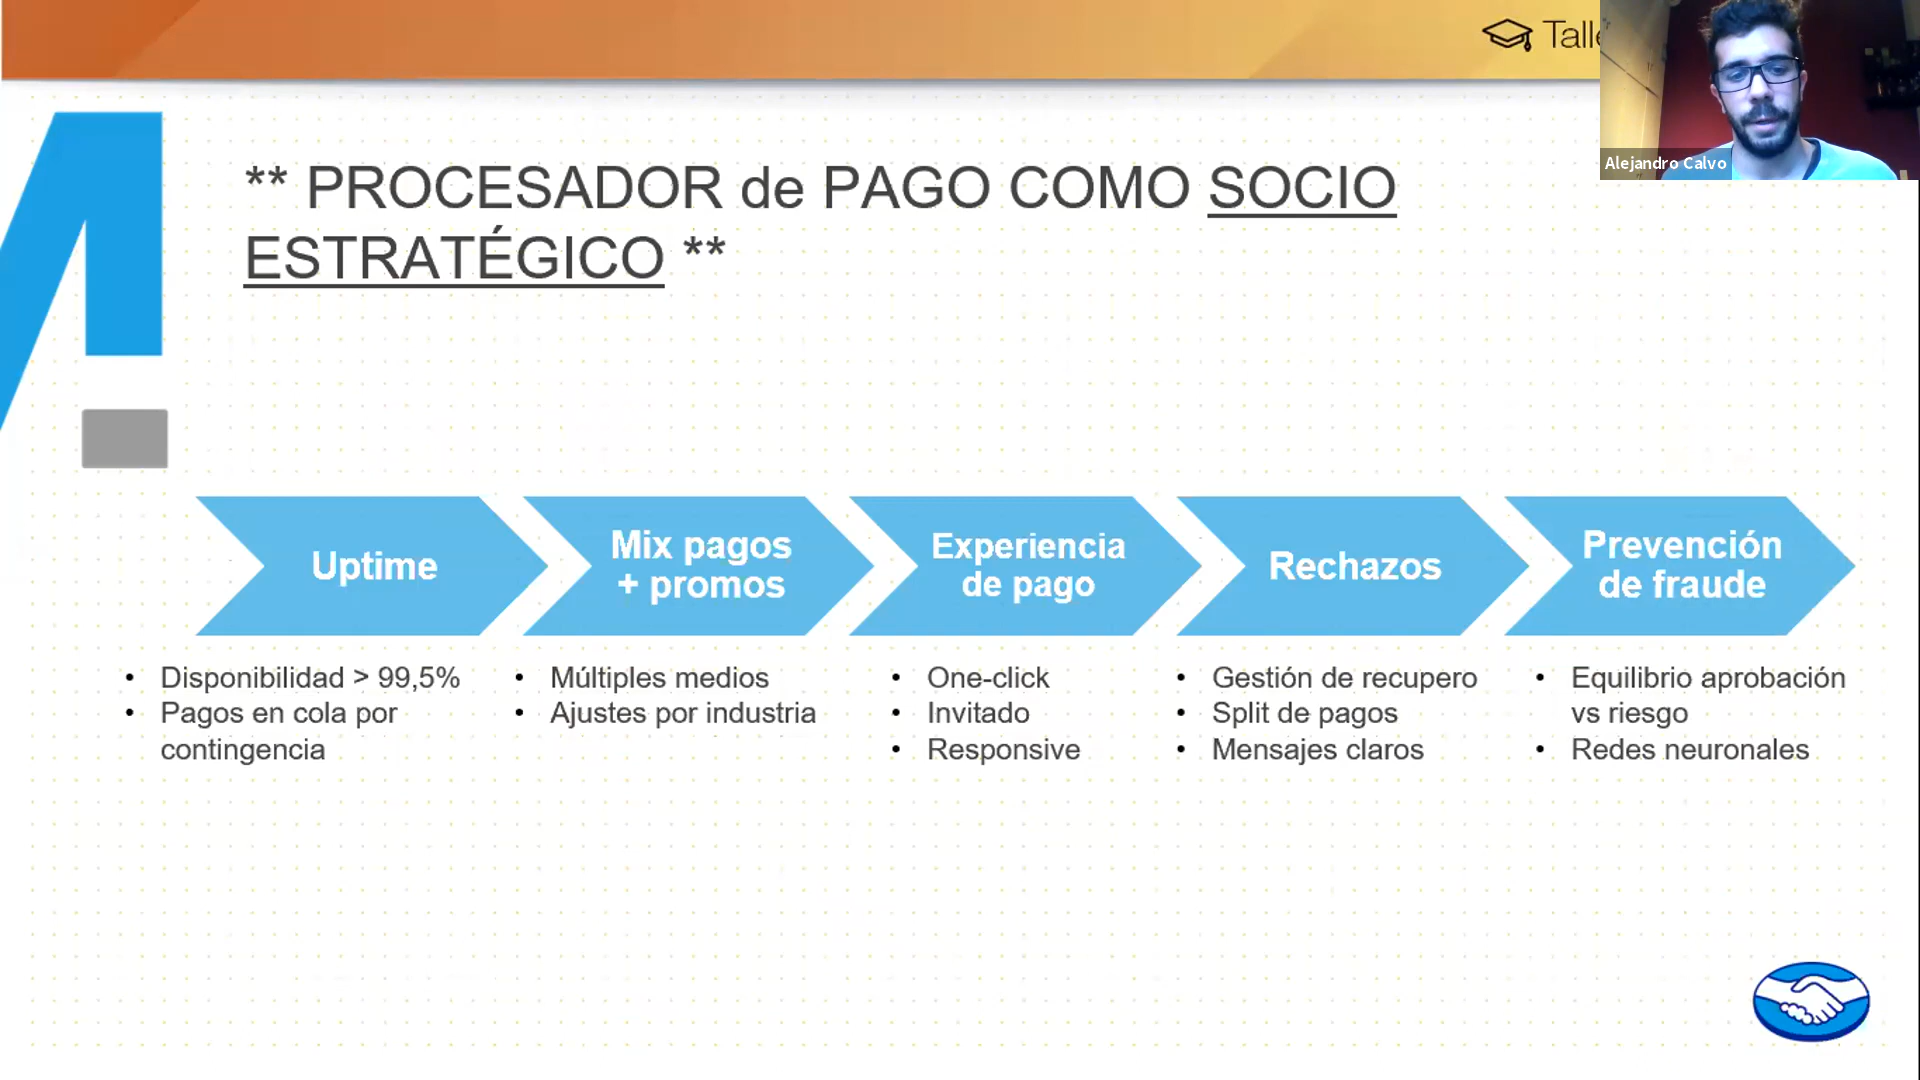 Talle
Alejandro Calvo
** PROCESADOR de PAGO COMO SOCIO
ESTRATÉGICO **
Uptime
Mix pagos
+ promos
Experiencia
de pago
Rechazos
Prevención
de fraude
• Disponibilidad > 99,5%
• Pagos en cola por
contingencia
• Múltiples medios
• Ajustes por industria
• One-click
• Invitado
• Responsive
• Gestión de recupero
• Split de pagos
• Mensajes claros
• Equilibrio aprobación
vs riesgo
• Redes neuronales